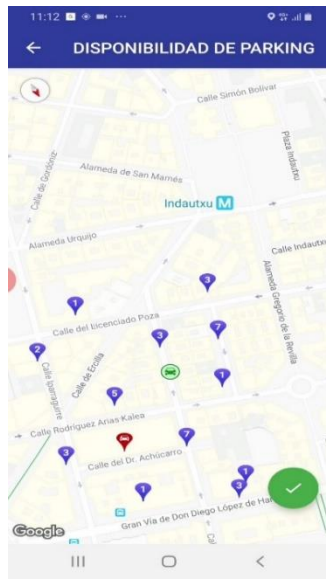 11:12
DISPONIBILIDAD DE PARKING
Calle Simón Bolívar
Plaza Indautxu
Calle de Gordóniz
Alameda de San Mamés
Indautxu M
Alameda Urquijo
Calle Indautxu
Alameda Gregorio de la Revilla
3
1
Calle del Licenciado Poza
7
3
2
Calle de Ercilla
Calle Iparraguirre
1
5
Calle Rodríguez Arias Kalea
7
3
Calle del Dr. Achúcarro
1
1
3
Gran Vía de Don Diego López de Har
Google